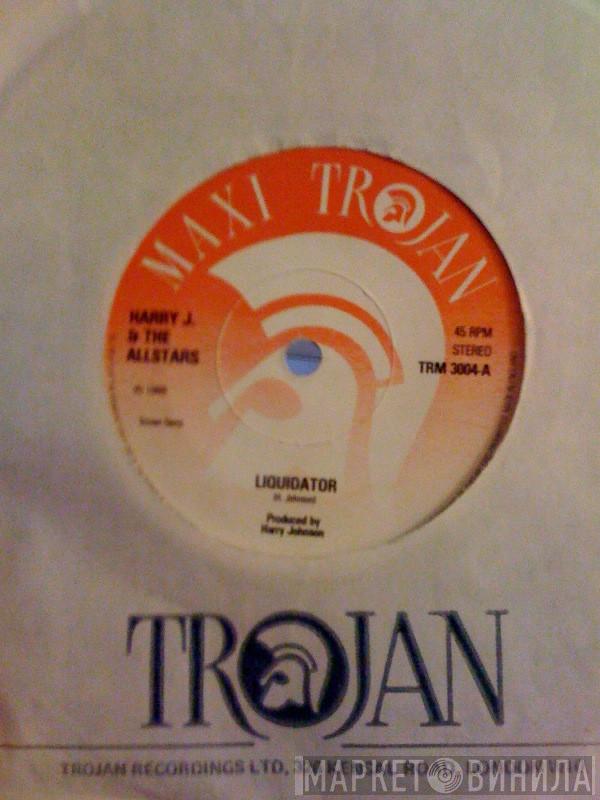 MAXI TROJAN
HARRY J.
& THE
ALLSTARS
45 RPM
STEREO
TRM 3004-A
LIQUIDATOR
(H. Johnson)
Produced by
Harry Johnson
TROJAN
TROJAN RECORDINGS LTD,
МАРКЕТ ВИНИЛА